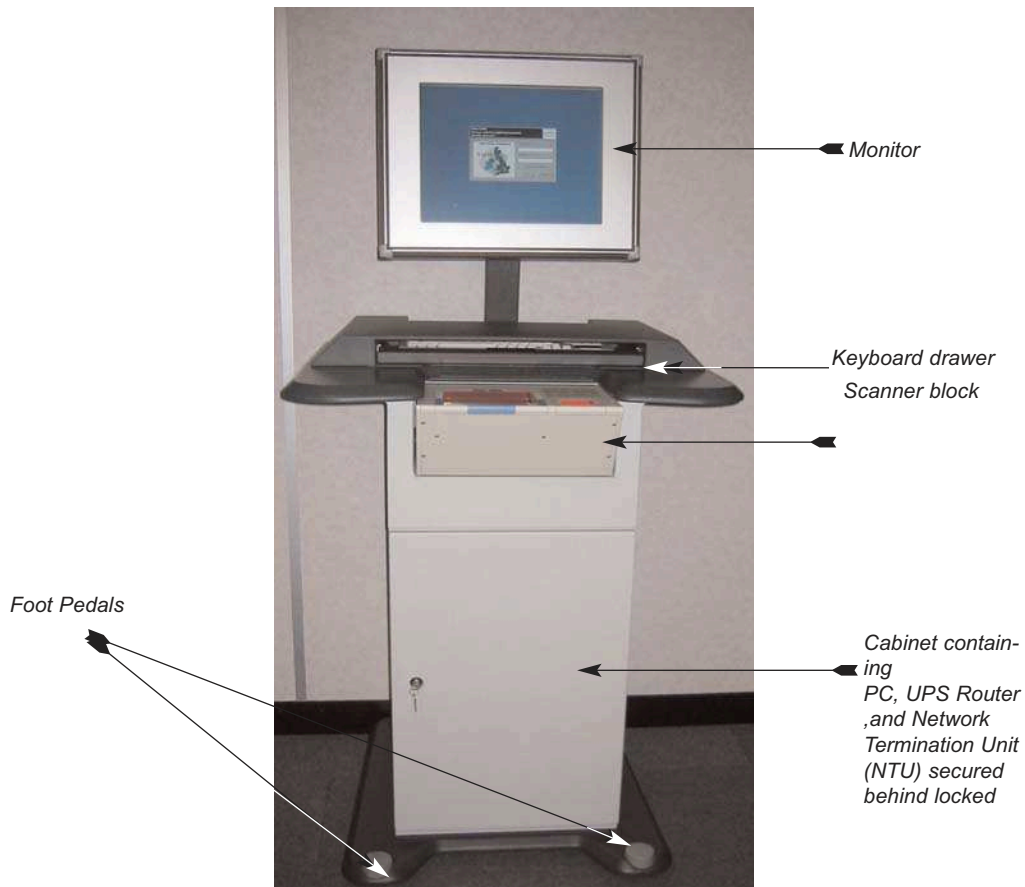 Monitor
Keyboard drawer
Scanner block
Foot Pedals
Cabinet contain-
ing
PC, UPS Router
,and Network
Termination Unit
(NTU) secured
behind locked